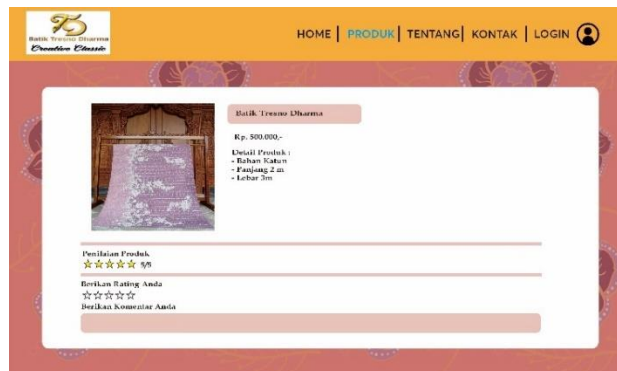 Batik Tresno Dharma
Creative Classic
HOME | PRODUK | TENTANG | KONTAK | LOGIN
Batik Tresno Dharma
Rp. 500.000,-
Detail Produk :
- Bahan Katun
- Panjang 2 m
- Lebar 3m
Penilaian Produk
5/5
Berikan Rating Anda
Berikan Komentar Anda